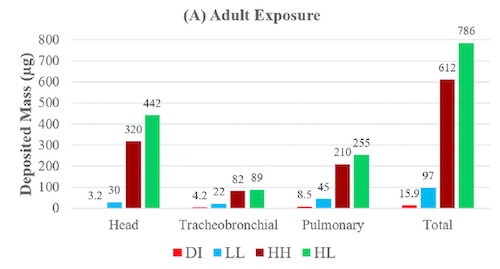 (A) Adult Exposure
Deposited Mass (µg)
800
700
600
500
400
300
200
100
0
3.2 30 320 442
4.2 22 82 89
8.5 45 210 255
15.9 97 612 786
Head Tracheobronchial Pulmonary Total
DI LL HH HL